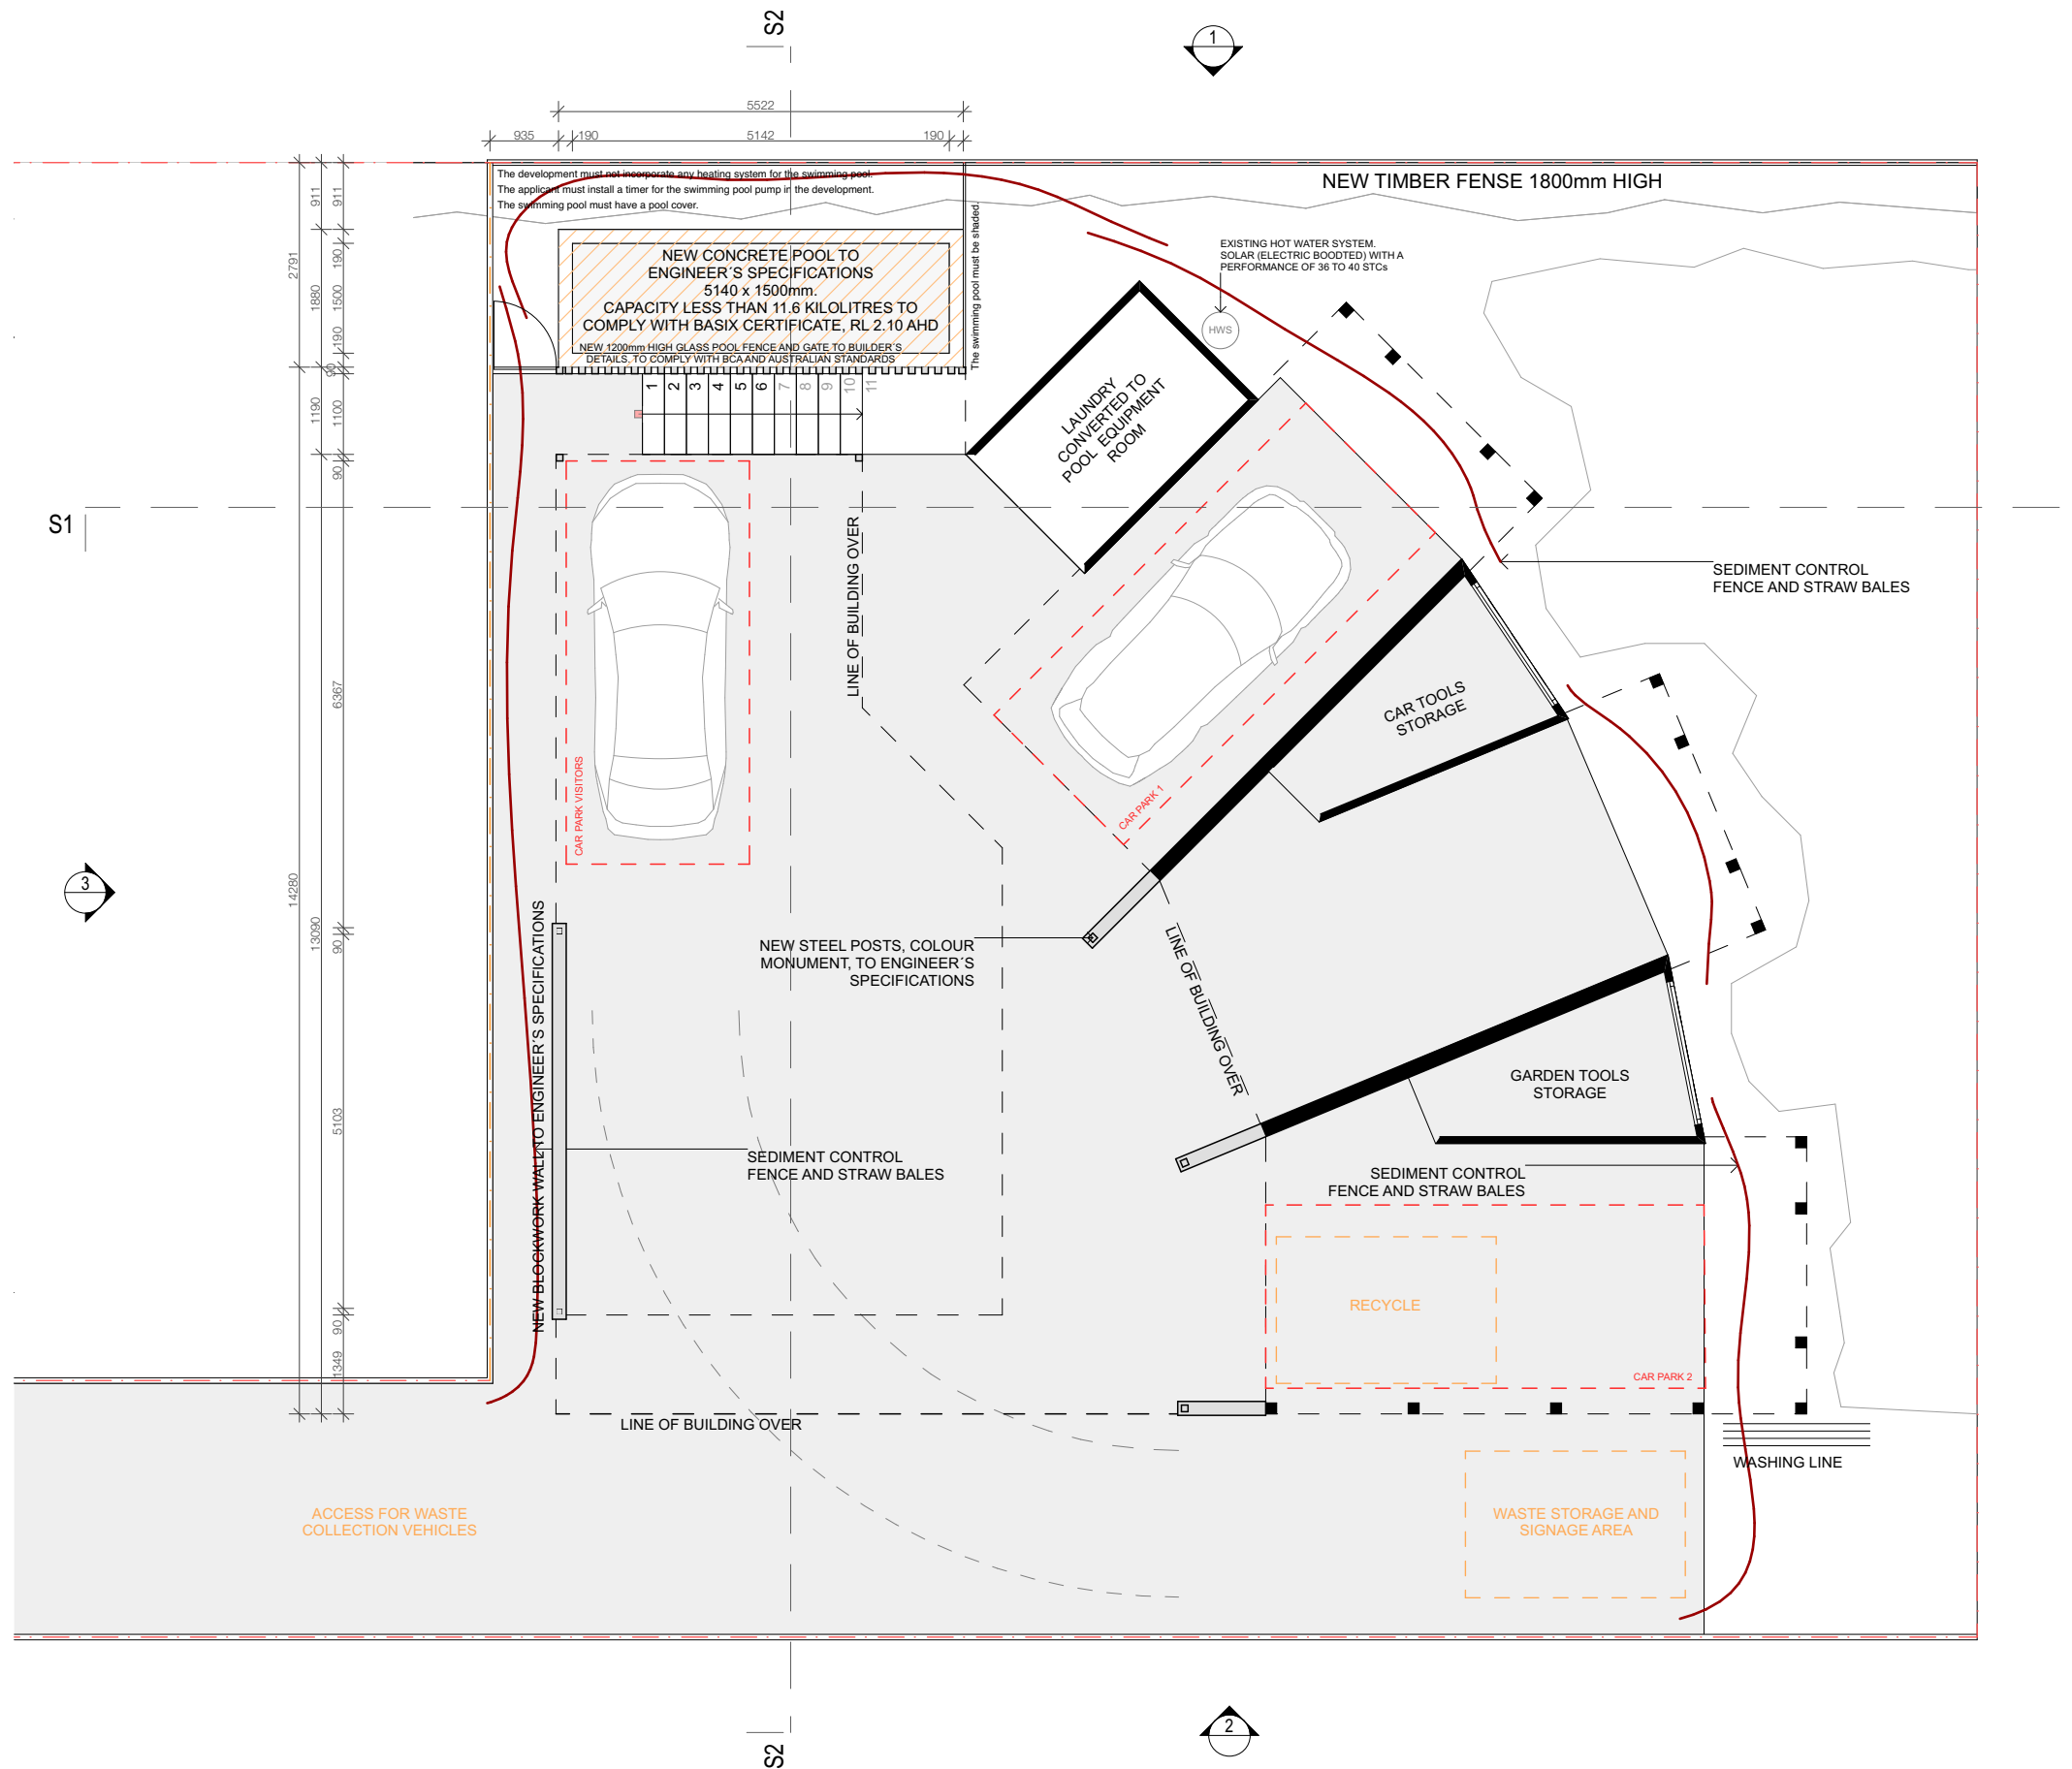 S2
1
5522
935
190
5142
190
The development must not incorporate any heating system for the swimming pool.
The applicant must install a timer for the swimming pool pump in the development.
The swimming pool must have a pool cover.
NEW TIMBER FENSE 1800mm HIGH
The swimming pool must be shaded.
911
911
2791
190
1880
1500
190
90
1190
1100
90
6367
14280
13090
90
5103
90
1349
NEW CONCRETE POOL TO
ENGINEER´S SPECIFICATIONS
5140 x 1500mm.
CAPACITY LESS THAN 11.6 KILOLITRES TO
COMPLY WITH BASIX CERTIFICATE, RL 2.10 AHD
NEW 1200mm HIGH GLASS POOL FENCE AND GATE TO BUILDER´S
DETAILS. TO COMPLY WITH BCA AND AUSTRALIAN STANDARDS
EXISTING HOT WATER SYSTEM.
SOLAR (ELECTRIC BOODTED) WITH A
PERFORMANCE OF 36 TO 40 STCs
HWS
1
2
3
4
5
6
7
8
9
10
11
LAUNDRY
CONVERTED TO
POOL EQUIPMENT
ROOM
S1
LINE OF BUILDING OVER
SEDIMENT CONTROL
FENCE AND STRAW BALES
CAR TOOLS
STORAGE
CAR PARK VISITORS
CAR PARK 1
3
NEW BLOCKWORK WALL TO ENGINEER´S SPECIFICATIONS
NEW STEEL POSTS, COLOUR
MONUMENT, TO ENGINEER´S
SPECIFICATIONS
LINE OF BUILDING OVER
GARDEN TOOLS
STORAGE
SEDIMENT CONTROL
FENCE AND STRAW BALES
SEDIMENT CONTROL
FENCE AND STRAW BALES
RECYCLE
CAR PARK 2
LINE OF BUILDING OVER
WASHING LINE
ACCESS FOR WASTE
COLLECTION VEHICLES
WASTE STORAGE AND
SIGNAGE AREA
2
S2